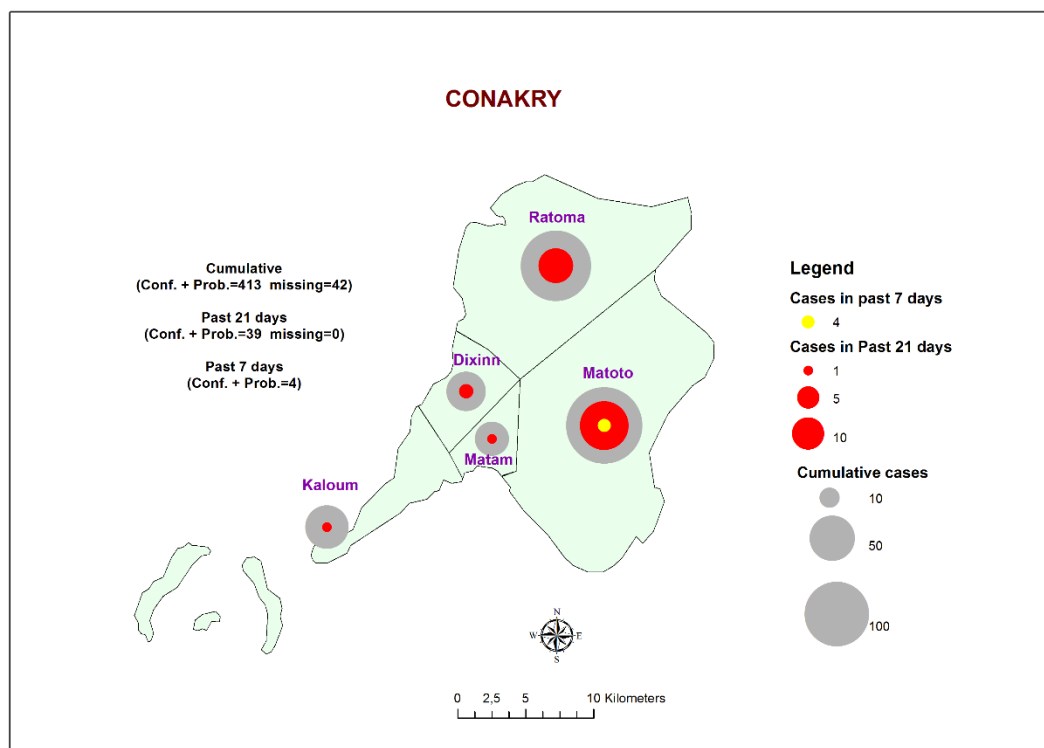 CONAKRY
Ratoma
Cumulative
(Conf. + Prob.=413 missing=42)
Past 21 days
(Conf. + Prob.=39 missing=0)
Past 7 days
(Conf. + Prob.=4)
Dixinn
Matoto
Matam
Kaloum
Legend
Cases in past 7 days
4
Cases in Past 21 days
1
5
10
Cumulative cases
10
50
100
N
W E
S
0 2,5 5 10 Kilometers